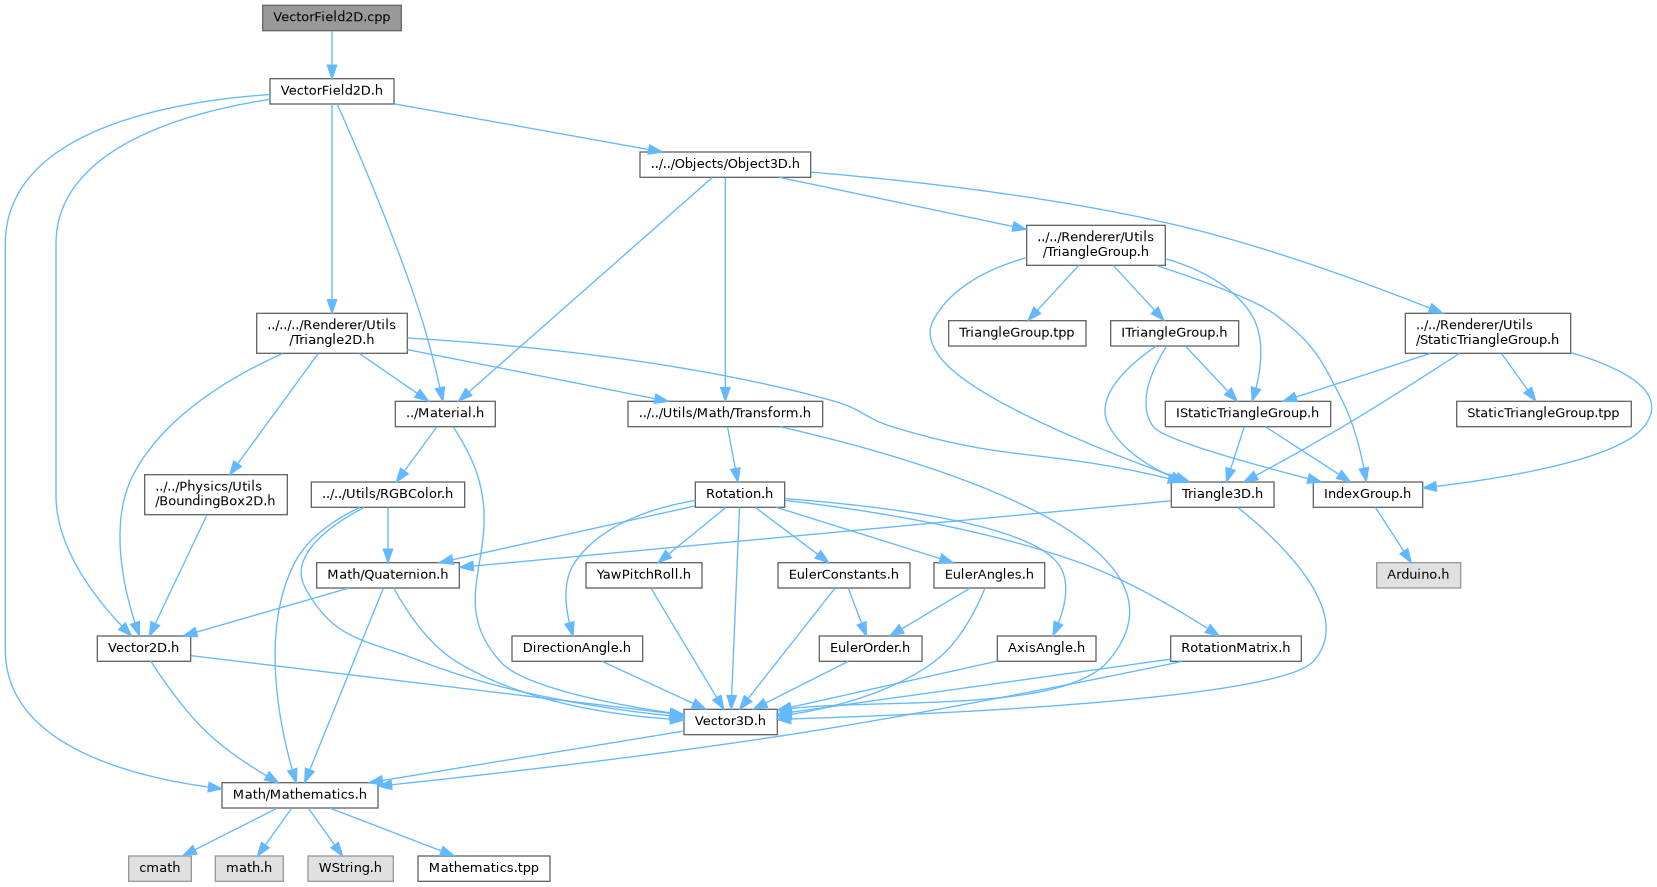 VectorField2D.cpp
VectorField2D.h
../../Objects/Object3D.h
../../Renderer/Utils
/TriangleGroup.h
../../../Renderer/Utils
/Triangle2D.h
TriangleGroup.tpp
ITriangleGroup.h
../../Renderer/Utils
/StaticTriangleGroup.h
../Material.h
../../Utils/Math/Transform.h
IStaticTriangleGroup.h
StaticTriangleGroup.tpp
../../Physics/Utils
/BoundingBox2D.h
../../Utils/RGBColor.h
Rotation.h
Triangle3D.h
IndexGroup.h
Math/Quaternion.h
YawPitchRoll.h
EulerConstants.h
EulerAngles.h
Arduino.h
Vector2D.h
DirectionAngle.h
EulerOrder.h
AxisAngle.h
RotationMatrix.h
Vector3D.h
Math/Mathematics.h
cmath
math.h
WString.h
Mathematics.tpp